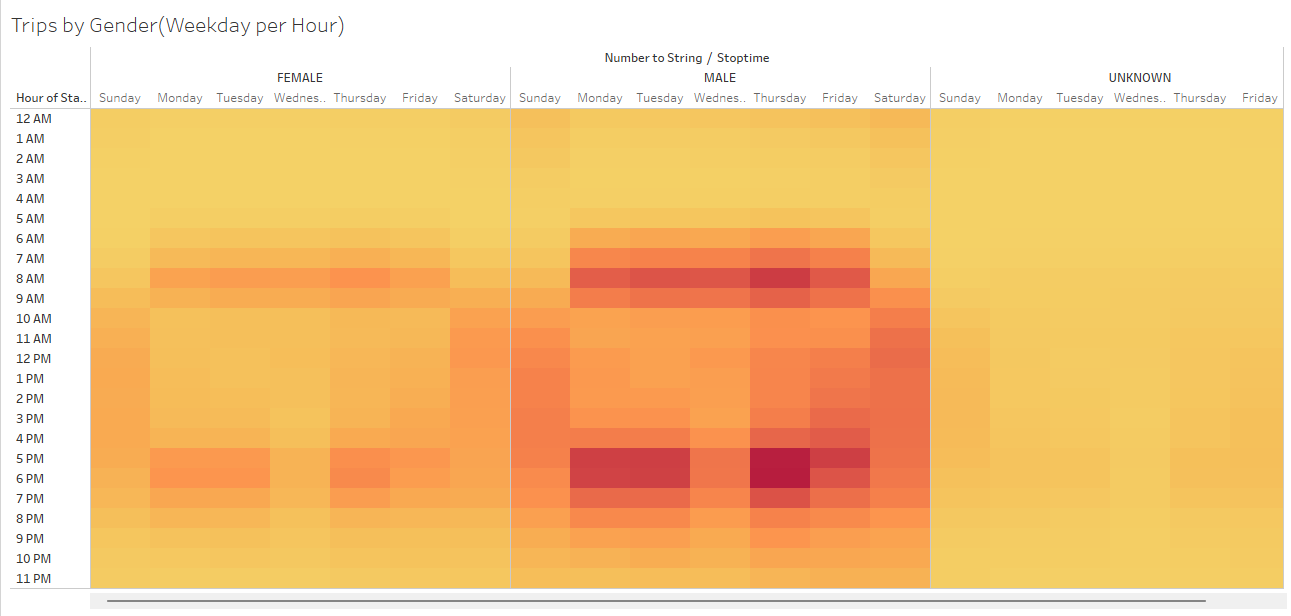 Trips by Gender(Weekday per Hour)
Number to String / Stoptime
FEMALE MALE UNKNOWN
Hour of Sta.. Sunday Monday Tuesday Wednes.. Thursday Friday Saturday Sunday Monday Tuesday Wednes.. Thursday Friday Saturday Sunday Monday Tuesday Wednes.. Thursday Friday
12 AM
1 AM
2 AM
3 AM
4 AM
5 AM
6 AM
7 AM
8 AM
9 AM
10 AM
11 AM
12 PM
1 PM
2 PM
3 PM
4 PM
5 PM
6 PM
7 PM
8 PM
9 PM
10 PM
11 PM